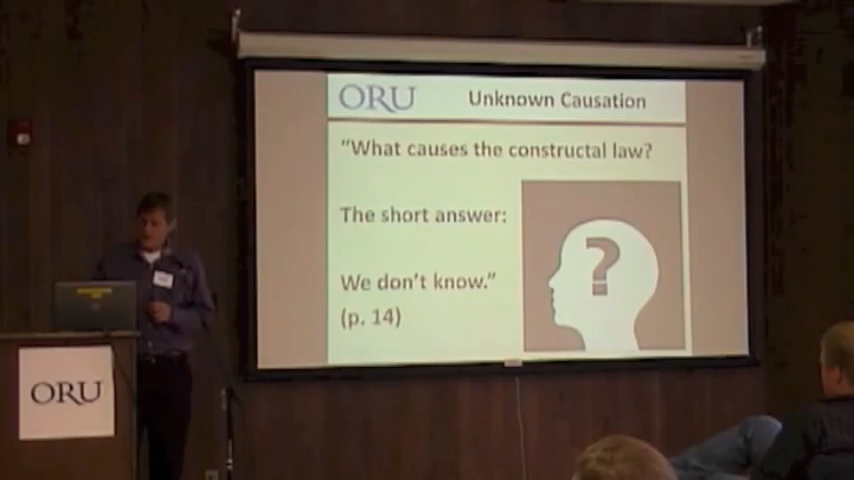 ORU Unknown Causation
"What causes the constructal law?
The short answer:
We don't know."
(p. 14)
?
ORU